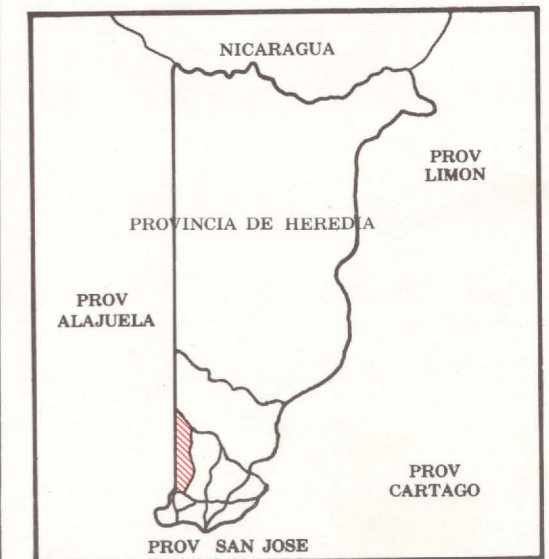 NICARAGUA
PROV
LIMON
PROVINCIA DE HEREDIA
PROV
ALAJUELA
PROV
CARTAGO
PROV SAN JOSE